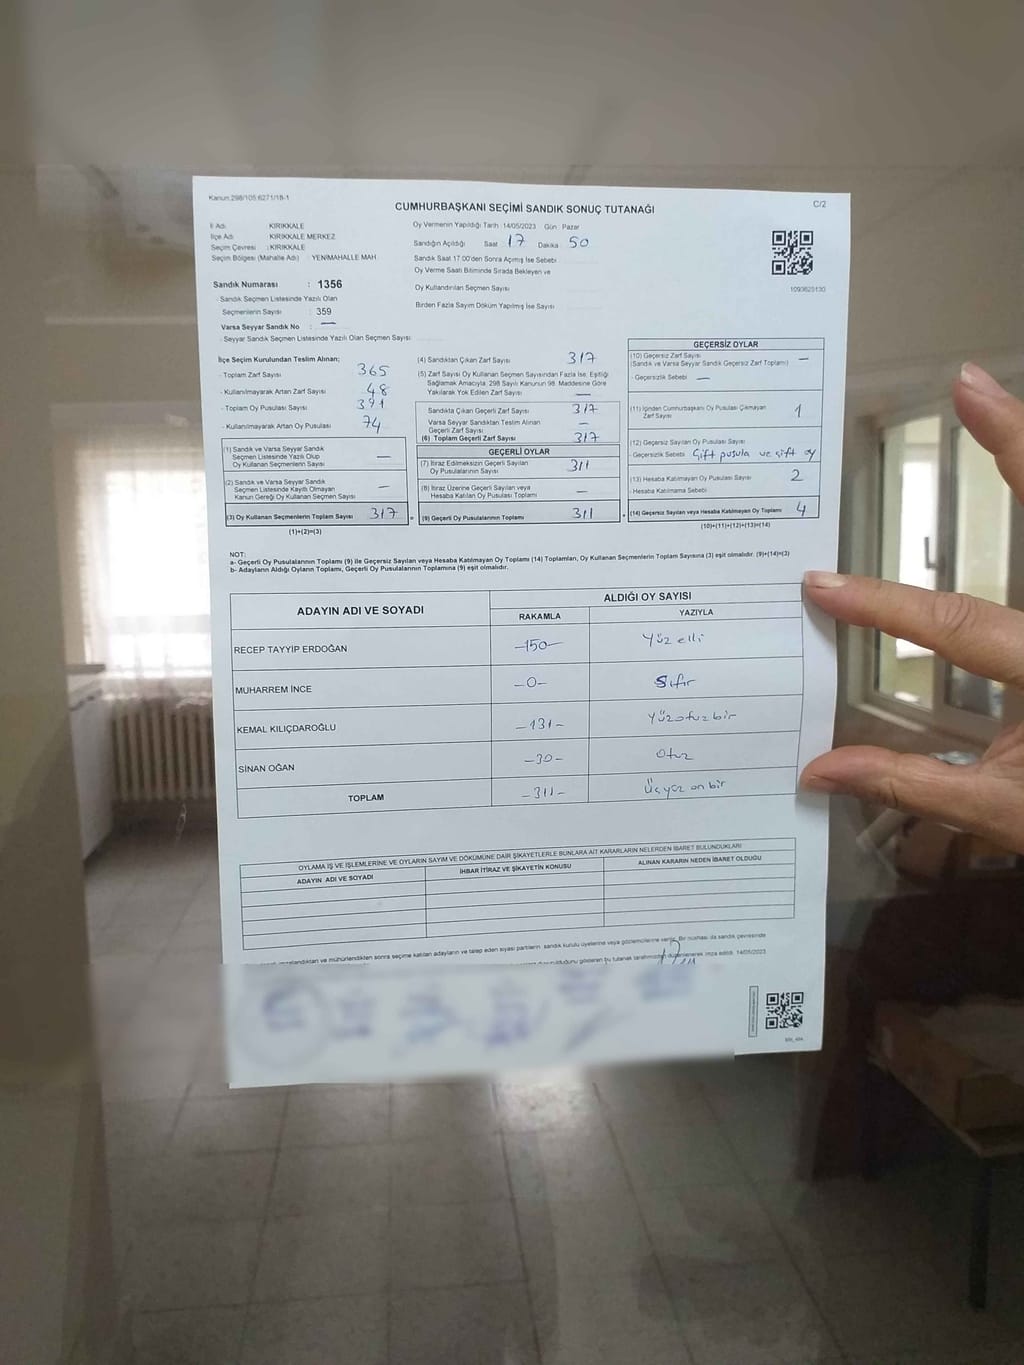 Kanun:298/105;6271/18-1
C/2
CUMHURBAŞKANI SEÇİMİ SANDIK SONUÇ TUTANAĞI
İl Adı KIRIKKALE
İlçe Adı KIRIKKALE MERKEZ
Seçim Çevresi : KIRIKKALE
Seçim Bölgesi (Mahalle Adı) : YENİMAHALLE MAH.
Sandık Numarası : 1356
- Sandık Seçmen Listesinde Yazılı Olan
Seçmenlerin Sayısı : 359
Varsa Seyyar Sandık No : —
- Seyyar Sandık Seçmen Listesinde Yazılı Olan Seçmen Sayısı
Oy Vermenin Yapıldığı Tarih :14/05/2023 Gün Pazar
Sandığın Açıldığı Saat 17 Dakika 50
Sandık Saat 17:00'den Sonra Açılmış İse Sebebi
Oy Verme Saati Bitiminde Sırada Bekleyen ve
Oy Kullandırılan Seçmen Sayısı
Birden Fazla Sayım Döküm Yapılmış İse Sayısı
1093625130
İlçe Seçim Kurulundan Teslim Alınan;
- Toplam Zarf Sayısı 365
- Kullanılmayarak Artan Zarf Sayısı 48
- Toplam Oy Pusulası Sayısı 391
- Kullanılmayarak Artan Oy Pusulası 74
(1) Sandık ve Varsa Seyyar Sandık
Seçmen Listesinde Yazılı Olup
Oy Kullanan Seçmenlerin Sayısı —
(2) Sandık ve Varsa Seyyar Sandık
Seçmen Listesinde Kayıtlı Olmayan
Kanun Gereği Oy Kullanan Seçmen Sayısı —
(3) Oy Kullanan Seçmenlerin Toplam Sayısı 317
(1)+(2)=(3)
(4) Sandıktan Çıkan Zarf Sayısı 317
(5) Zarf Sayısı Oy Kullanan Seçmen Sayısından Fazla İse, Eşitliği
Sağlamak Amacıyla, 298 Sayılı Kanunun 98. Maddesine Göre
Yakılarak Yok Edilen Zarf Sayısı —
Sandıkta Çıkan Geçerli Zarf Sayısı 317
Varsa Seyyar Sandıktan Teslim Alınan
Geçerli Zarf Sayısı —
(6) Toplam Geçerli Zarf Sayısı 317
GEÇERLİ OYLAR
(7) İtiraz Edilmeksizin Geçerli Sayılan
Oy Pusulasının Sayısı 311
(8) İtiraz Üzerine Geçerli Sayılan veya
Hesaba Katılan Oy Pusulası Toplamı —
(9) Geçerli Oy Pusulalarının Toplamı 311
GEÇERSİZ OYLAR
(10) Geçersiz Zarf Sayısı —
(Sandık ve Varsa Seyyar Sandık Geçersiz Zarf Toplamı)
- Geçersizlik Sebebi —
(11) İçinden Cumhurbaşkanı Oy Pusulası Çıkmayan
Zarf Sayısı 1
(12) Geçersiz Sayılan Oy Pusulası Sayısı
- Geçersizlik Sebebi Çift pusula ve çift oy
(13) Hesaba Katılmayan Oy Pusulası Sayısı 2
- Hesaba Katılmama Sebebi
(14) Geçersiz Sayılan veya Hesaba Katılmayan Oy Toplamı 4
(10)+(11)+(12)+(13)=(14)
NOT:
a- Geçerli Oy Pusulalarının Toplamı (9) ile Geçersiz Sayılan veya Hesaba Katılmayan Oy Toplamı (14) Toplamları, Oy Kullanan Seçmenlerin Toplam Sayısına (3) eşit olmalıdır. (9)+(14)=(3)
b- Adayların Aldığı Oyların Toplamı, Geçerli Oy Pusulalarının Toplamına (9) eşit olmalıdır.
ADAYIN ADI VE SOYADI ALDIĞI OY SAYISI
RAKAMLA YAZIYLA
RECEP TAYYİP ERDOĞAN -150- Yüz elli
MUHARREM İNCE -0- Sıfır
KEMAL KILIÇDAROĞLU -131- Yüzotuzbir
SİNAN OĞAN -30- Otuz
TOPLAM -311- Üçyüz onbir
OYLAMA İŞ VE İŞLEMLERİNE VE OYLARIN SAYIM VE DÖKÜMÜNE DAİR ŞİKAYETLERLE BUNLARA AİT KARARLARIN NELERDEN İBARET BULUNDUKLARI
ADAYIN ADI VE SOYADI İHBAR İTİRAZ VE ŞİKAYETİN KONUSU ALINAN KARARIN NEDEN İBARET OLDUĞU
imzalandıktan ve mühürlendikten sonra seçime katılan adayların ve talep eden siyasi partilerin sandık kurulu üyelerine veya gözlemcilerine verilir. Bir nüshası da sandık çevresinde
olduğunu gösteren bu tutanak tarafımızdan düzenlenerek imza edildi. 14/05/2023